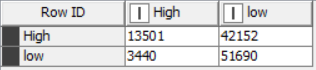 Row ID I High I low
High 13501 42152
low 3440 51690